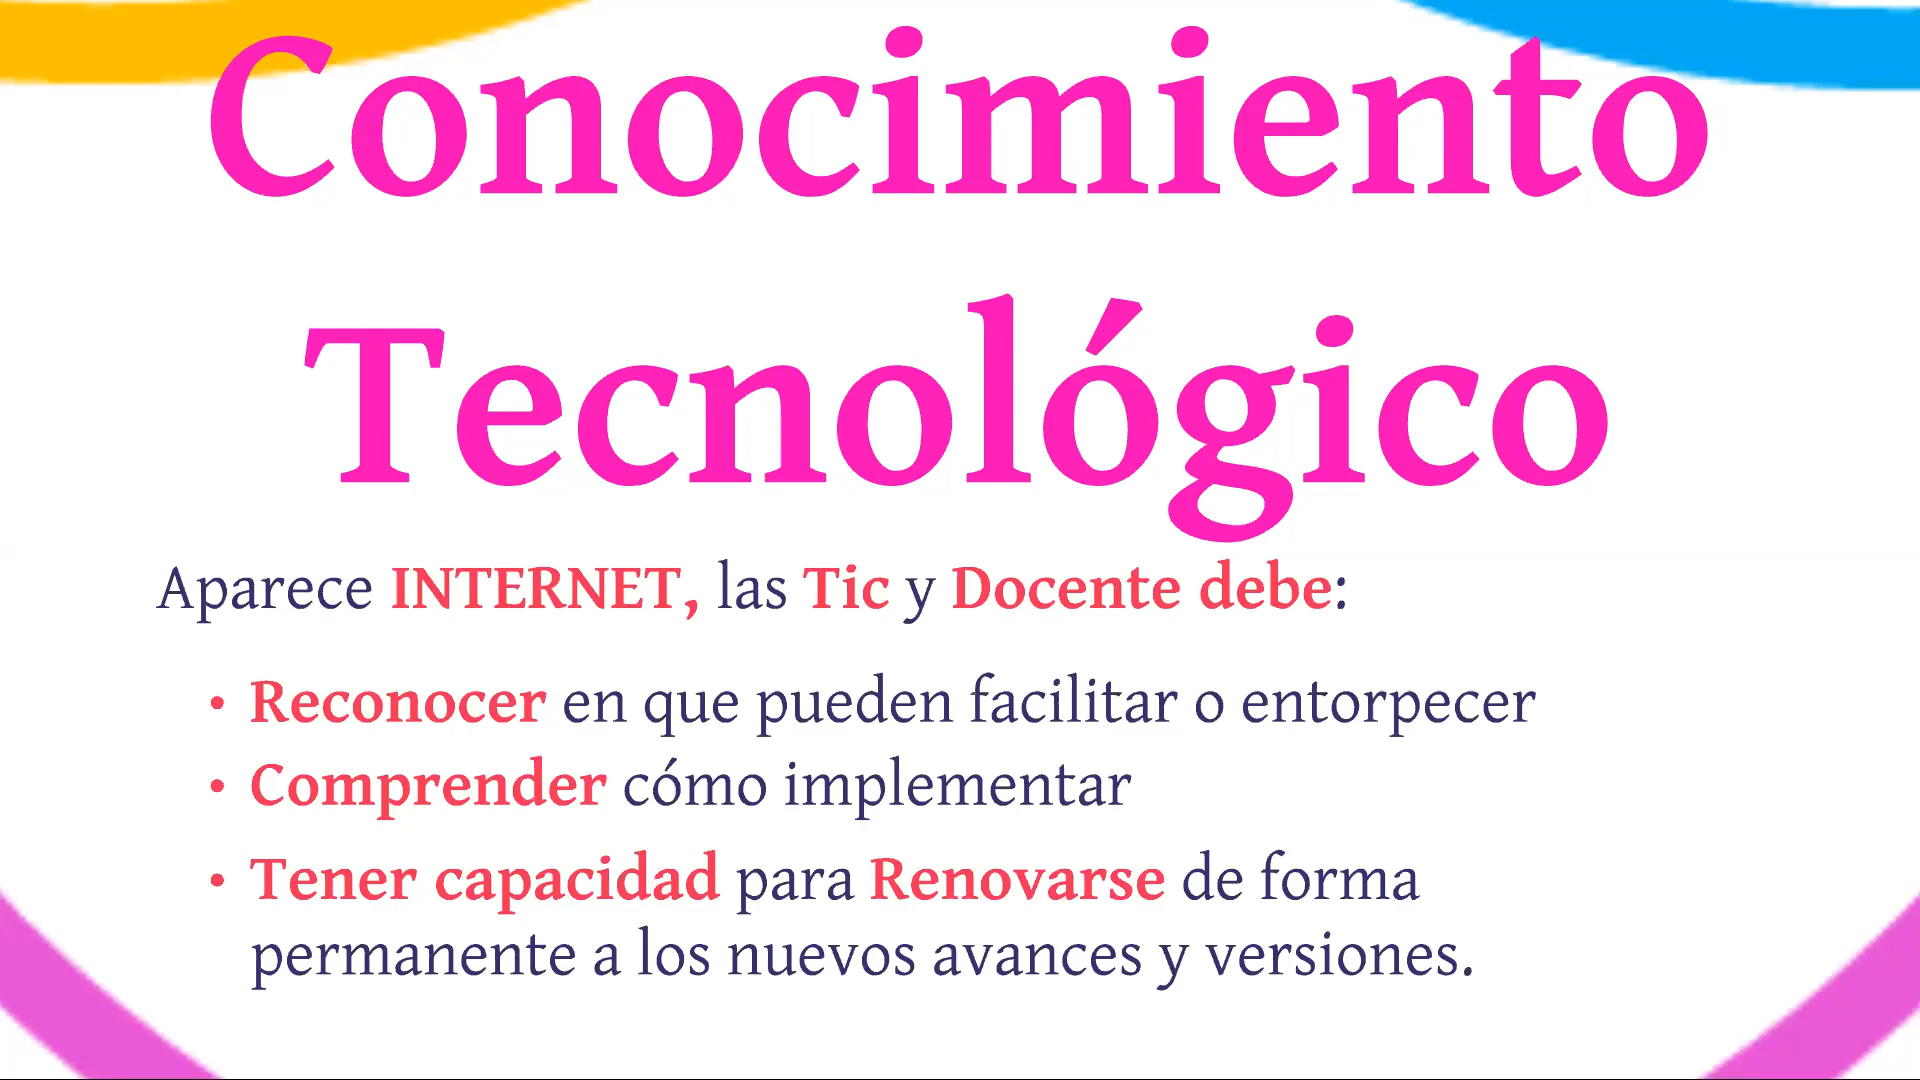 Conocimiento
Tecnológico
Aparece INTERNET, las Tic y Docente debe:
• Reconocer en que pueden facilitar o entorpecer
• Comprender cómo implementar
• Tener capacidad para Renovarse de forma
permanente a los nuevos avances y versiones.